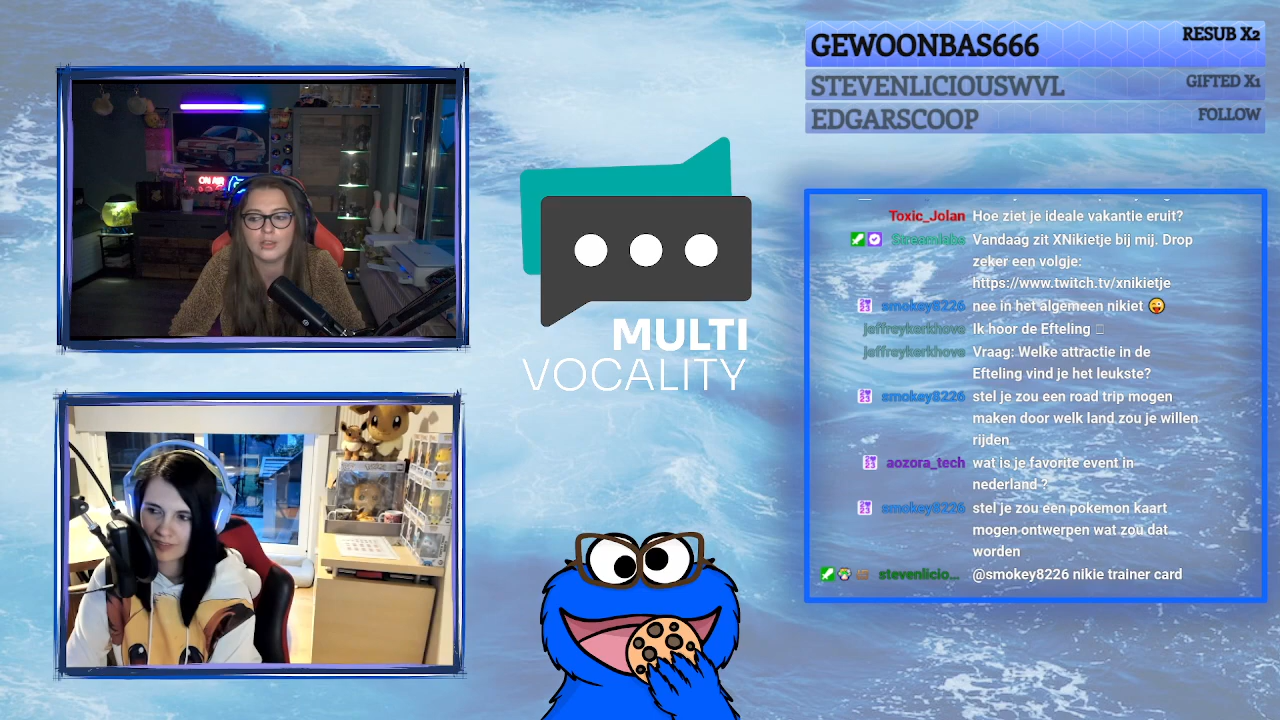 GEWOONBAS666 RESUB X2
STEVENLICIOUSWVL GIFTED X1
EDGARSCOOP FOLLOW
ON AIR
MULTI
VOCALITY
Toxic_Jolan Hoe ziet je ideale vakantie eruit?
Streamlabs Vandaag zit XNikietje bij mij. Drop
zeker een volgje:
https://www.twitch.tv/xnikietje
smokey8226 nee in het algemeen nikiet 😜
jeffreykerkhove Ik hoor de Efteling
jeffreykerkhove Vraag: Welke attractie in de
Efteling vind je het leukste?
smokey8226 stel je zou een road trip mogen
maken door welk land zou je willen
rijden
aozora_tech wat is je favorite event in
nederland ?
smokey8226 stel je zou een pokemon kaart
mogen ontwerpen wat zou dat
worden
stevenlicio... @smokey8226 nikie trainer card